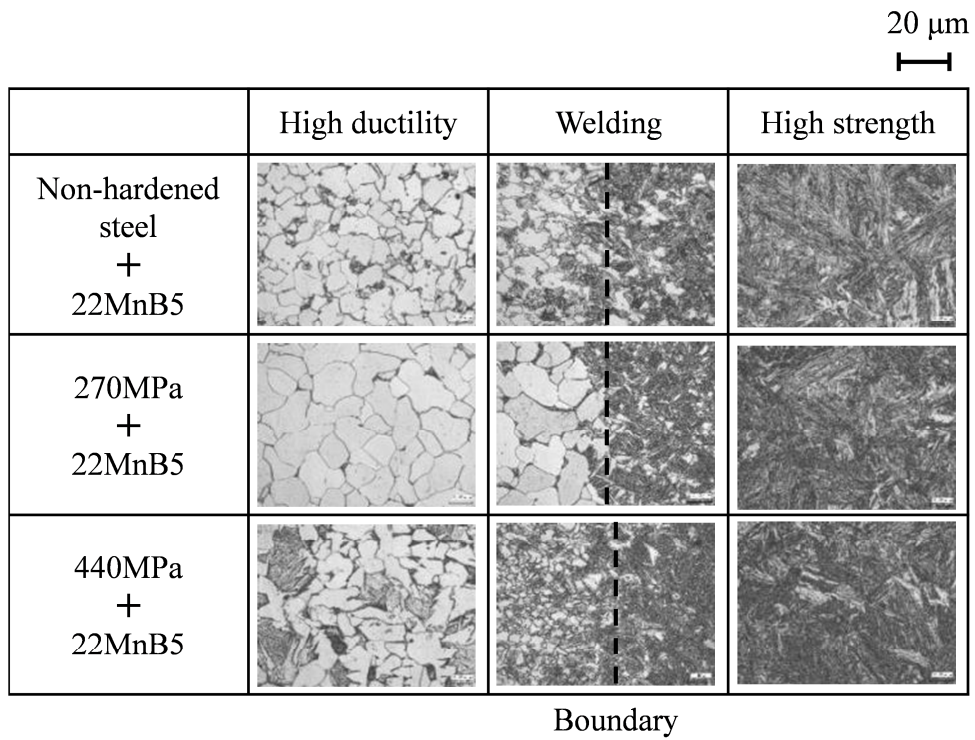 20 μm
High ductility
Welding
High strength
Non-hardened
steel
+
22MnB5
270MPa
+
22MnB5
440MPa
+
22MnB5
Boundary